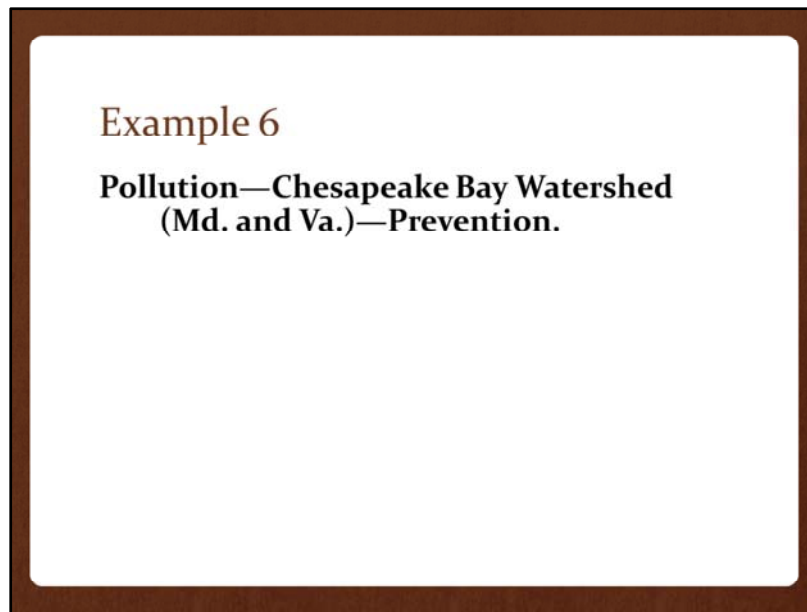 Example 6
Pollution—Chesapeake Bay Watershed
(Md. and Va.)—Prevention.